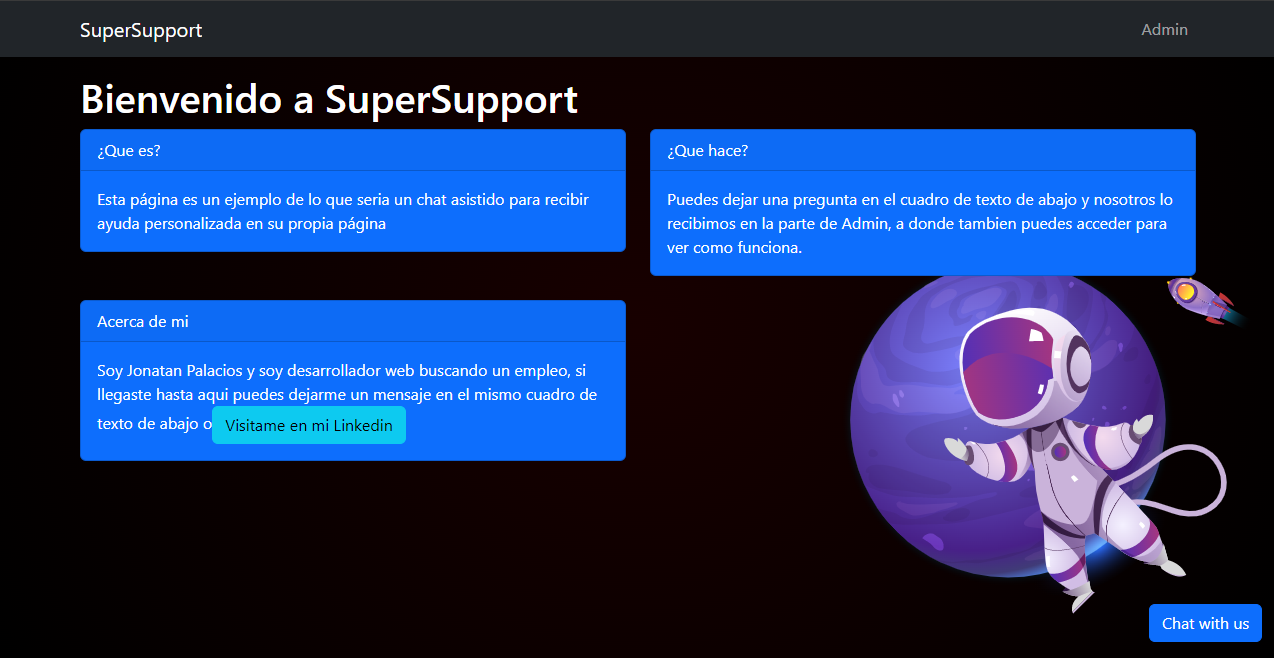 SuperSupport
Admin
Bienvenido a SuperSupport
¿Que es?
Esta página es un ejemplo de lo que seria un chat asistido para recibir
ayuda personalizada en su propia página
¿Que hace?
Puedes dejar una pregunta en el cuadro de texto de abajo y nosotros lo
recibimos en la parte de Admin, a donde tambien puedes acceder para
ver como funciona.
Acerca de mi
Soy Jonatan Palacios y soy desarrollador web buscando un empleo, si
llegaste hasta aqui puedes dejarme un mensaje en el mismo cuadro de
texto de abajo o Visitame en mi Linkedin
Chat with us